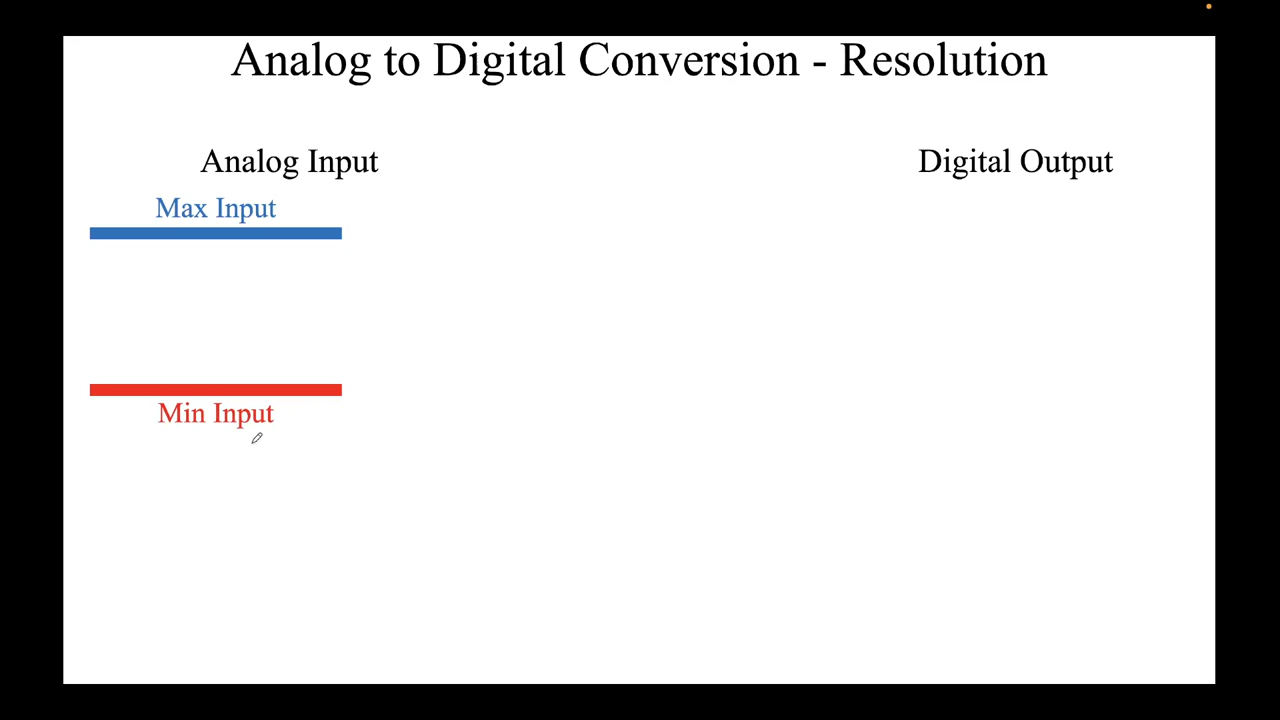 Analog to Digital Conversion - Resolution
Analog Input
Digital Output
Max Input
Min Input